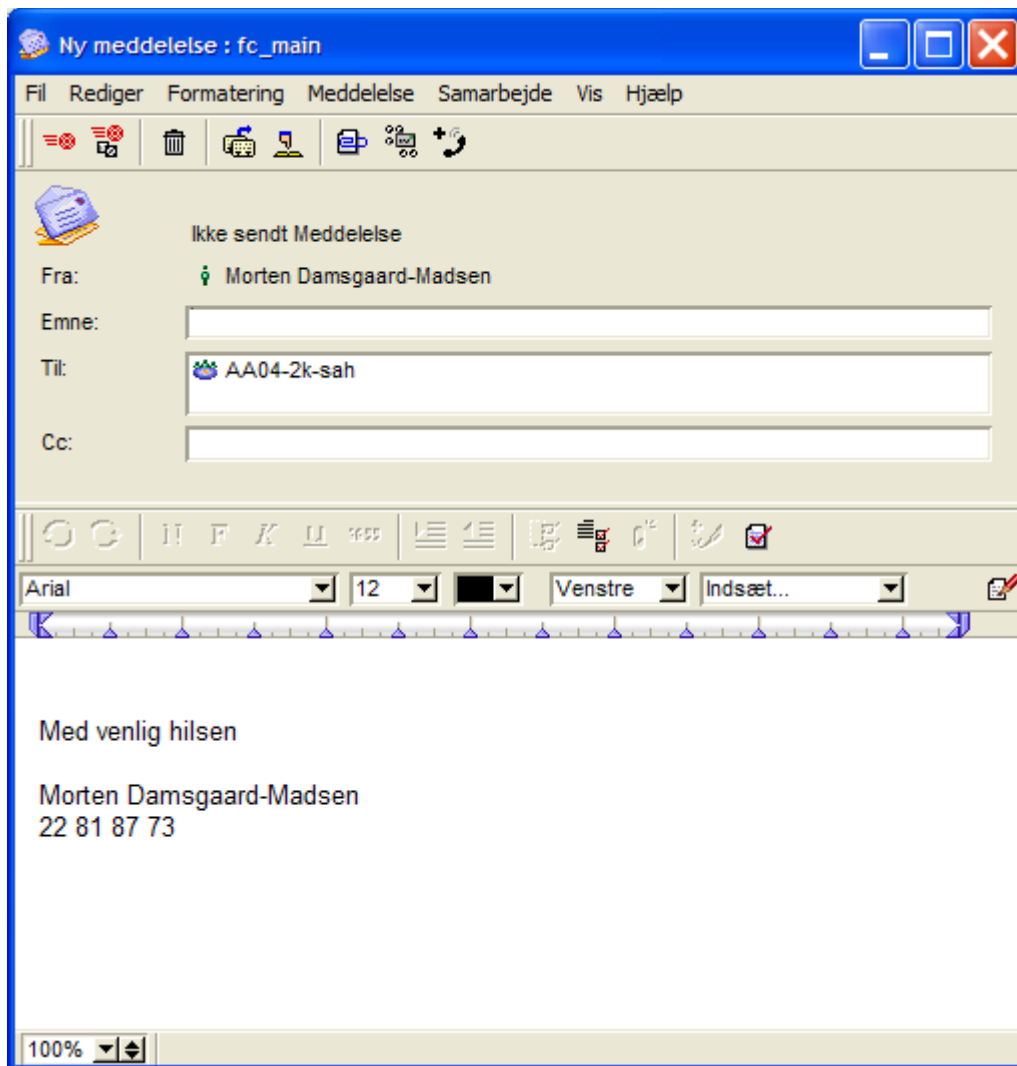 Ny meddelelse : fc_main
Fil Rediger Formatering Meddelelse Samarbejde Vis Hjælp
Ikke sendt Meddelelse
Fra: Morten Damsgaard-Madsen
Emne:
Til: AA04-2k-sah
Cc:
N F K U
Arial 12 Venstre Indsæt...
Med venlig hilsen
Morten Damsgaard-Madsen
22 81 87 73
100%